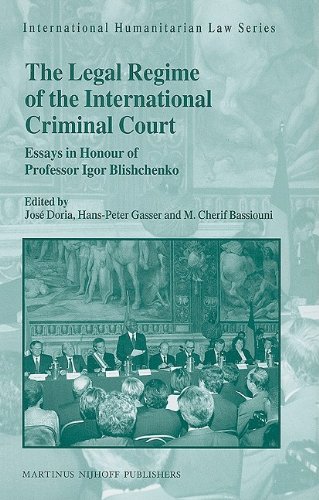 International Humanitarian Law Series
The Legal Regime
of the International
Criminal Court
Essays in Honour of
Professor Igor Blishchenko
Edited by
José Doria, Hans-Peter Gasser and M. Cherif Bassiouni
MARTINUS NIJHOFF PUBLISHERS